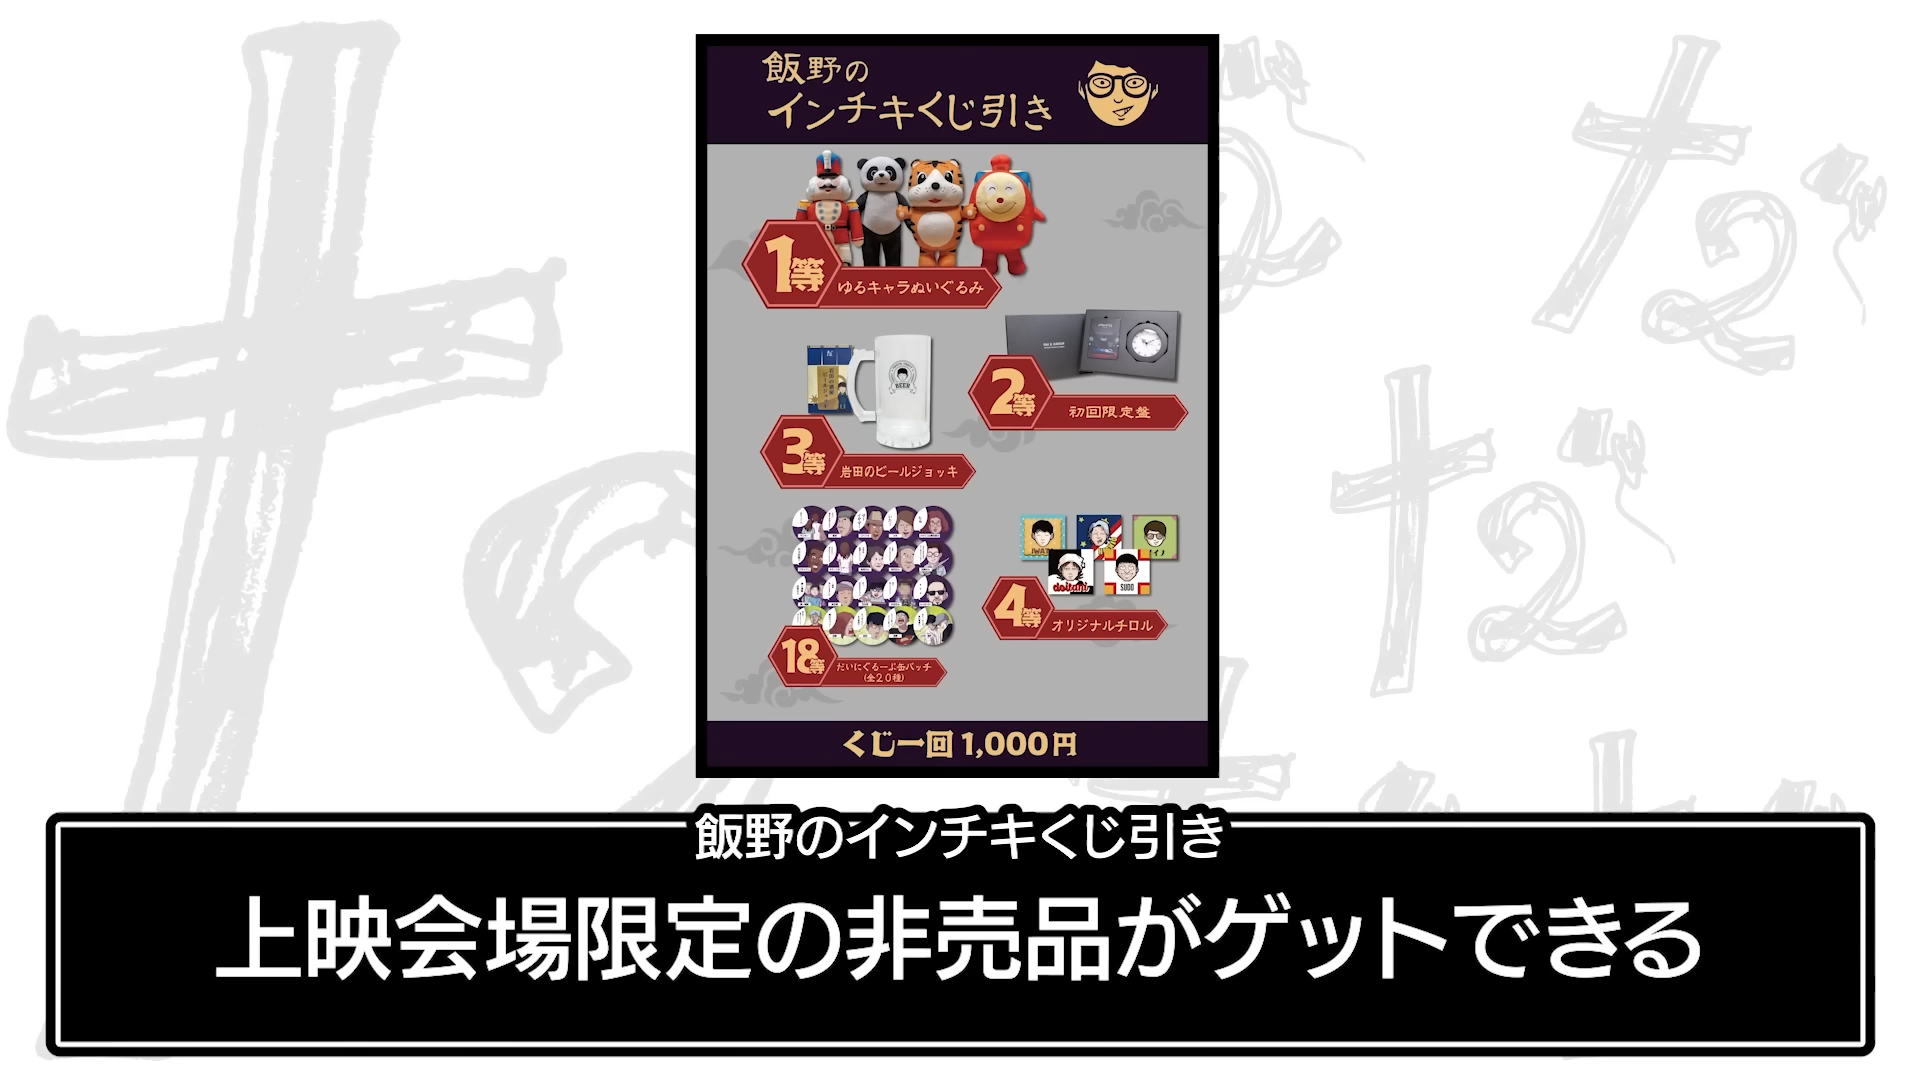 飯野の
インチキくじ引き
1等
ゆるキャラぬいぐるみ
2等
初回限定盤
BEER
3等
岩田のビールジョッキ
doitani
SUDO
4等
オリジナルチロル
18等
だいにぐるーぷ缶バッチ
(全20種)
くじ一回1,000円
飯野のインチキくじ引き
上映会場限定の非売品がゲットできる